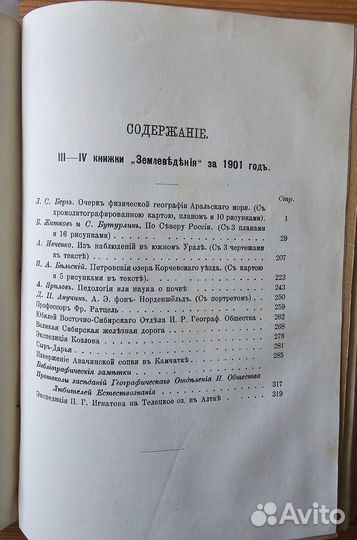 СОДЕРЖАНІЕ.
III—IV книжки „Землевѣдѣнія“ за 1901 годъ.
Стр.
Л. С. Бергъ. Очеркъ физической географіи Аральскаго моря. (Съ
хромолитографированною картою, планомъ и 10 рисунками). 1
Б. Житковъ и С. Бутурлинъ. По Сѣверу Россіи. (Съ 3 планами
и 16 рисунками) 29
А. Ивченко. Изъ наблюденій въ южномъ Уралѣ. (Съ 3 чертежами
въ текстѣ) 207
И. А. Бѣльскій. Петровскія озера Корчевскаго уѣзда. (Съ картою
и 5 рисунками въ текстѣ) 223
А. Яриловъ. Педологія или наука о почвѣ 243
Д. Н. Анучинъ. А. Э. фонъ-Норденшельдъ. (Съ портретомъ) 250
Профессоръ Фр. Ратцель 259
Юбилей Восточно-Сибирскаго Отдѣла И. Р. Географ. Общества 262
Великая Сибирская желѣзная дорога 268
Экспедиція Козлова 278
Сыръ-Дарья 281
Изверженіе Авачинской сопки въ Камчаткѣ 285
Библіографическія замѣтки
Протоколы засѣданій Географическаго Отдѣленія И. Общества
Любителей Естествознанія 317
Экспедиція П. Г. Игнатова на Телецкое оз. въ Алтаѣ 319
Avito